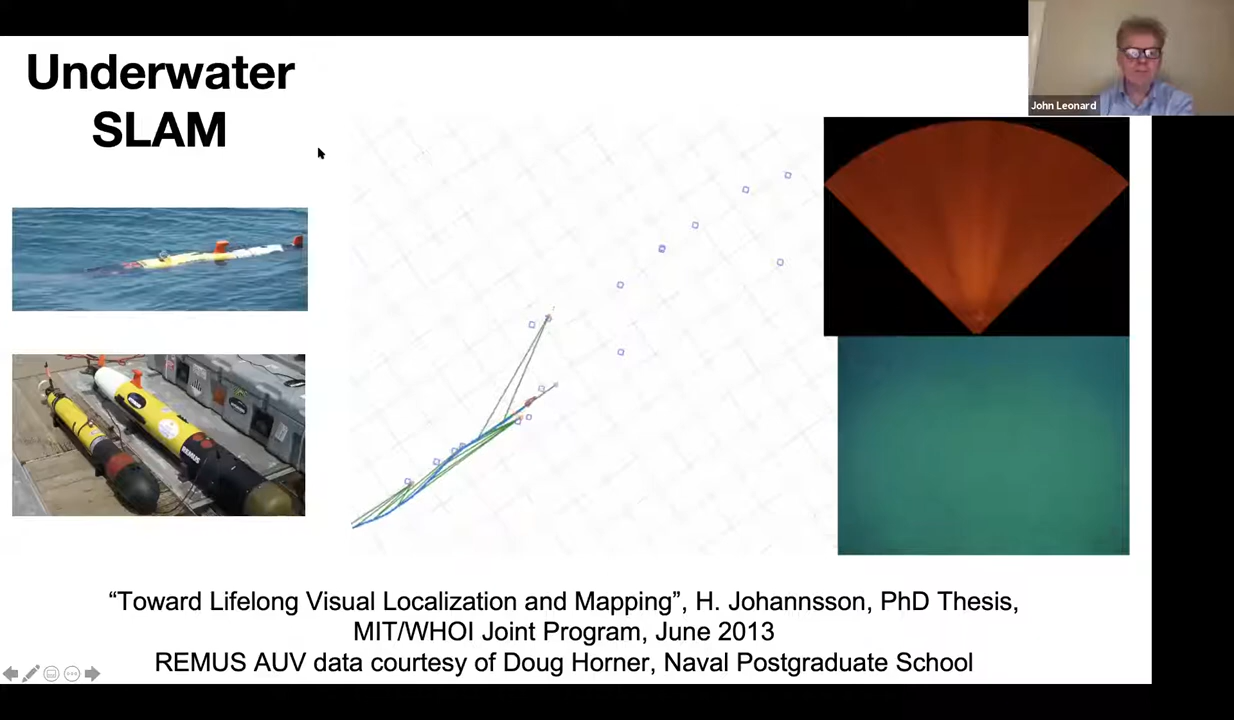 Underwater
SLAM
John Leonard
REMUS
“Toward Lifelong Visual Localization and Mapping”, H. Johannsson, PhD Thesis,
MIT/WHOI Joint Program, June 2013
REMUS AUV data courtesy of Doug Horner, Naval Postgraduate School